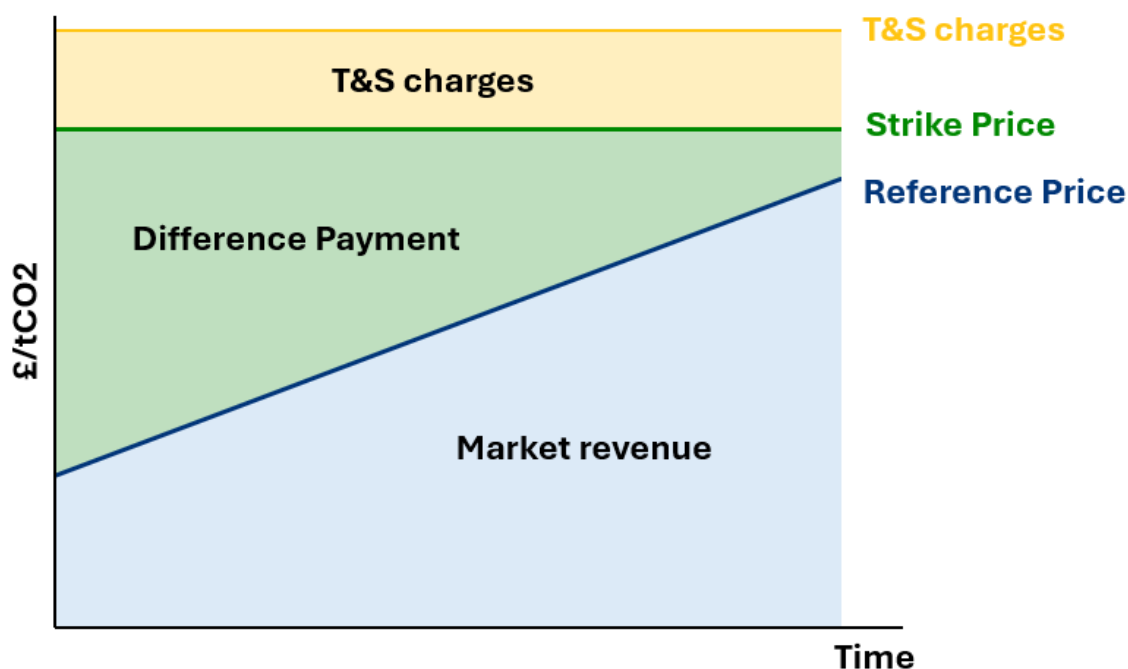 T&S charges
T&S charges
Strike Price
Reference Price
Difference Payment
£/tCO2
Market revenue
Time